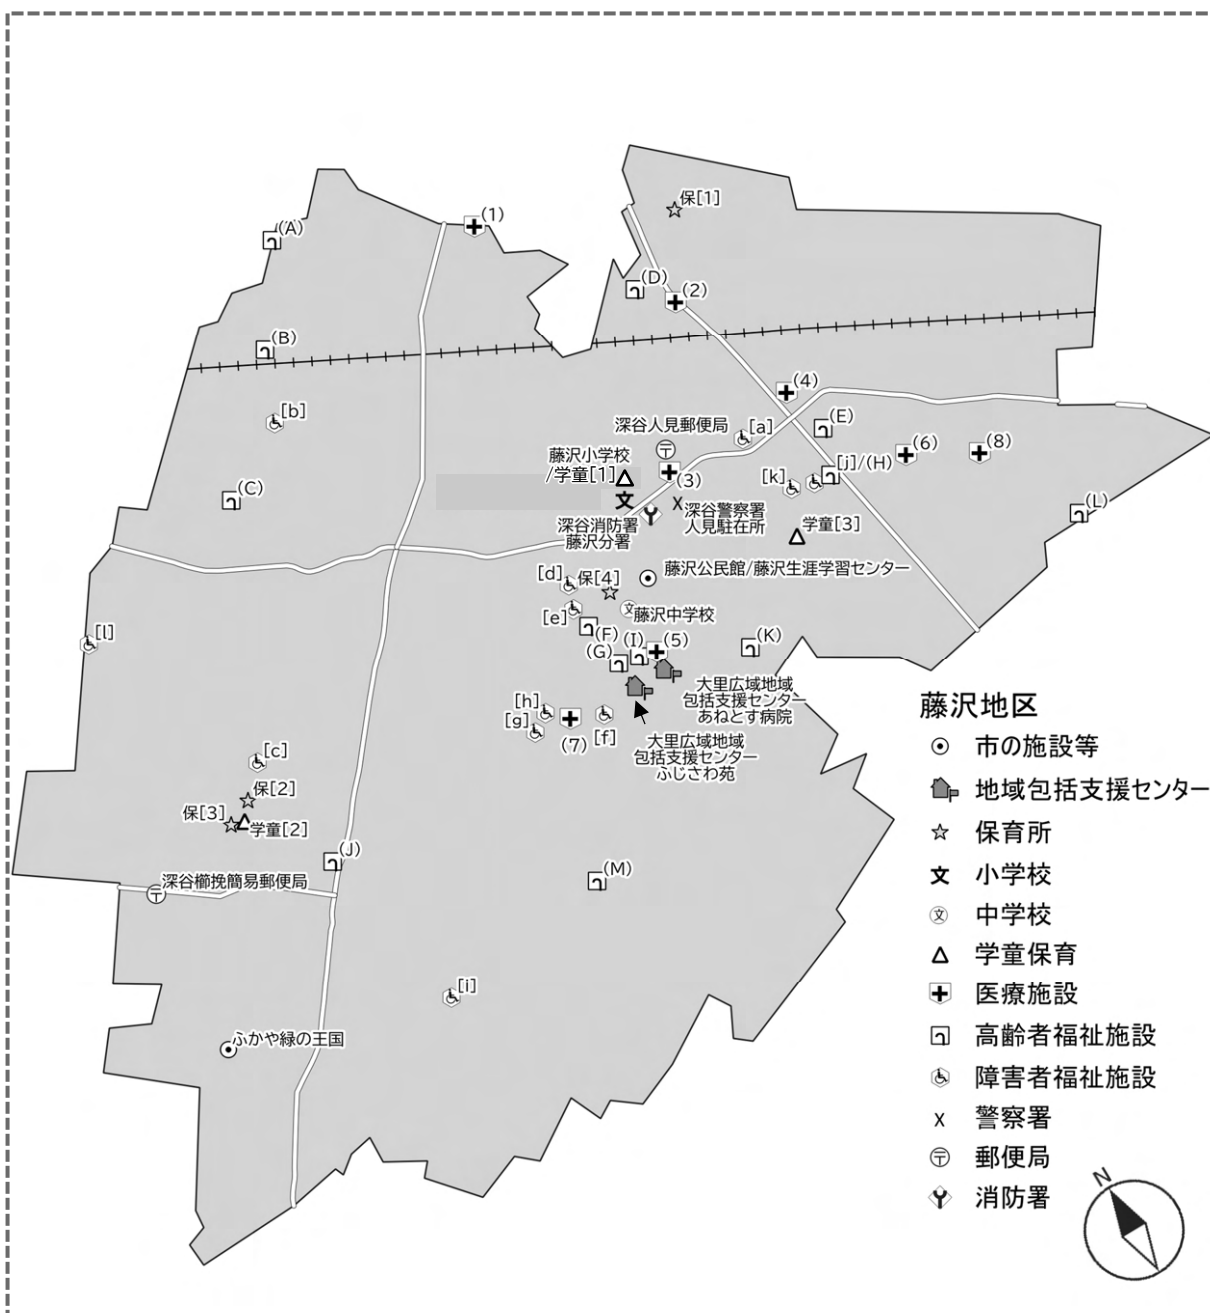 保[1]
(A)
(1)
(D)
(2)
(B)
(4)
[b]
深谷人見郵便局
[a]
(E)
藤沢小学校
/学童[1]
(3)
(6)
(8)
[j]/(H)
[k]
(C)
深谷警察署
人見駐在所
(L)
深谷消防署
藤沢分署
学童[3]
藤沢公民館/藤沢生涯学習センター
[d]
保[4]
[e]
藤沢中学校
(F)
(I)
(5)
(G)
(K)
[l]
大里広域地域
包括支援センター
あねとす病院
[h]
[g]
(7)
[f]
大里広域地域
包括支援センター
ふじさわ苑
[c]
保[2]
保[3]
学童[2]
(J)
(M)
深谷櫛挽簡易郵便局
[i]
ふかや緑の王国
藤沢地区
市の施設等
地域包括支援センター
保育所
文 小学校
文 中学校
学童保育
医療施設
高齢者福祉施設
障害者福祉施設
X 警察署
郵便局
消防署
N